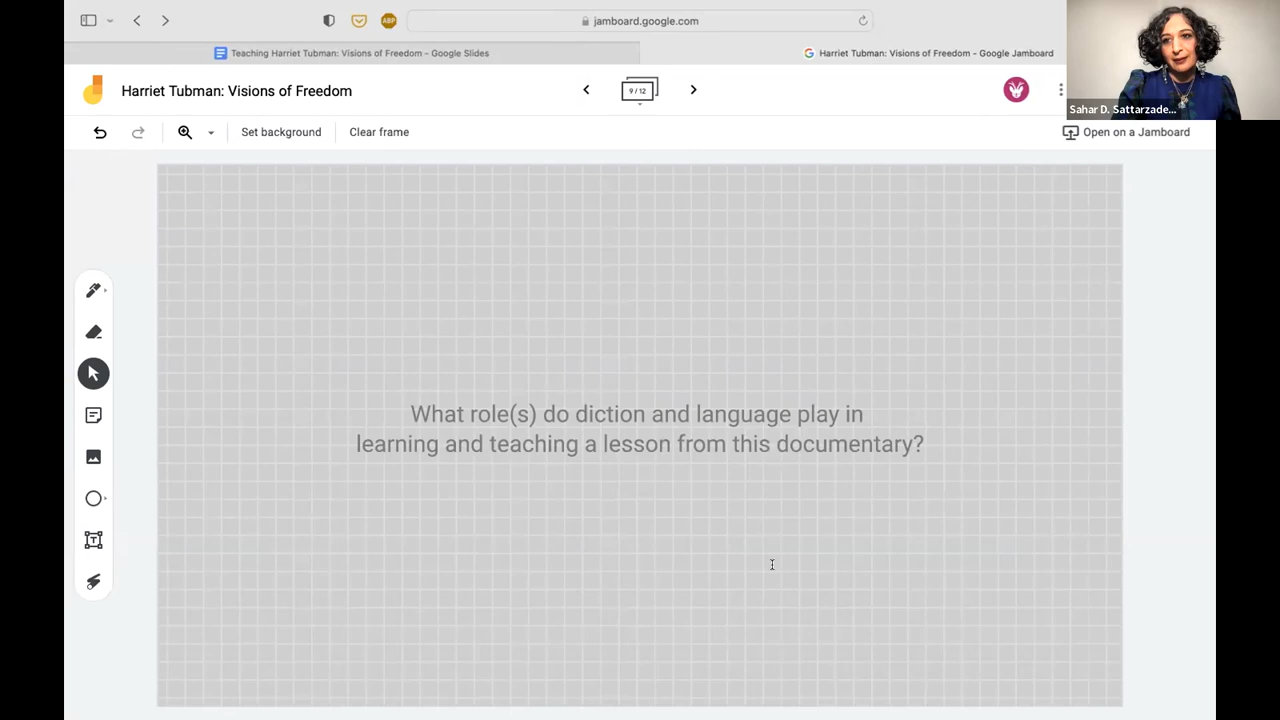 jamboard.google.com
Teaching Harriet Tubman: Visions of Freedom - Google Slides
Harriet Tubman: Visions of Freedom - Google Jamboard
Harriet Tubman: Visions of Freedom
9 / 12
Sahar D. Sattarzade...
Set background
Clear frame
Open on a Jamboard
What role(s) do diction and language play in
learning and teaching a lesson from this documentary?
ABP
G
T